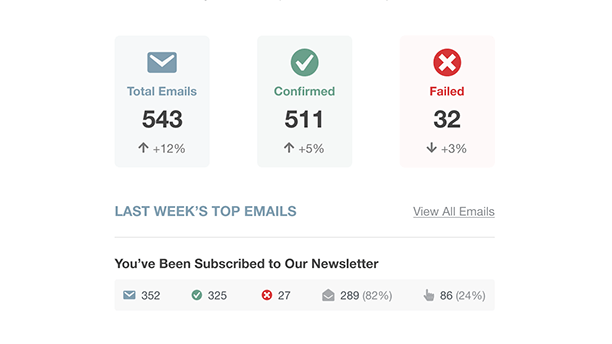 Total Emails
543
+12%
Confirmed
511
+5%
Failed
32
+3%
LAST WEEK'S TOP EMAILS
View All Emails
You've Been Subscribed to Our Newsletter
352 325 27 289 (82%) 86 (24%)